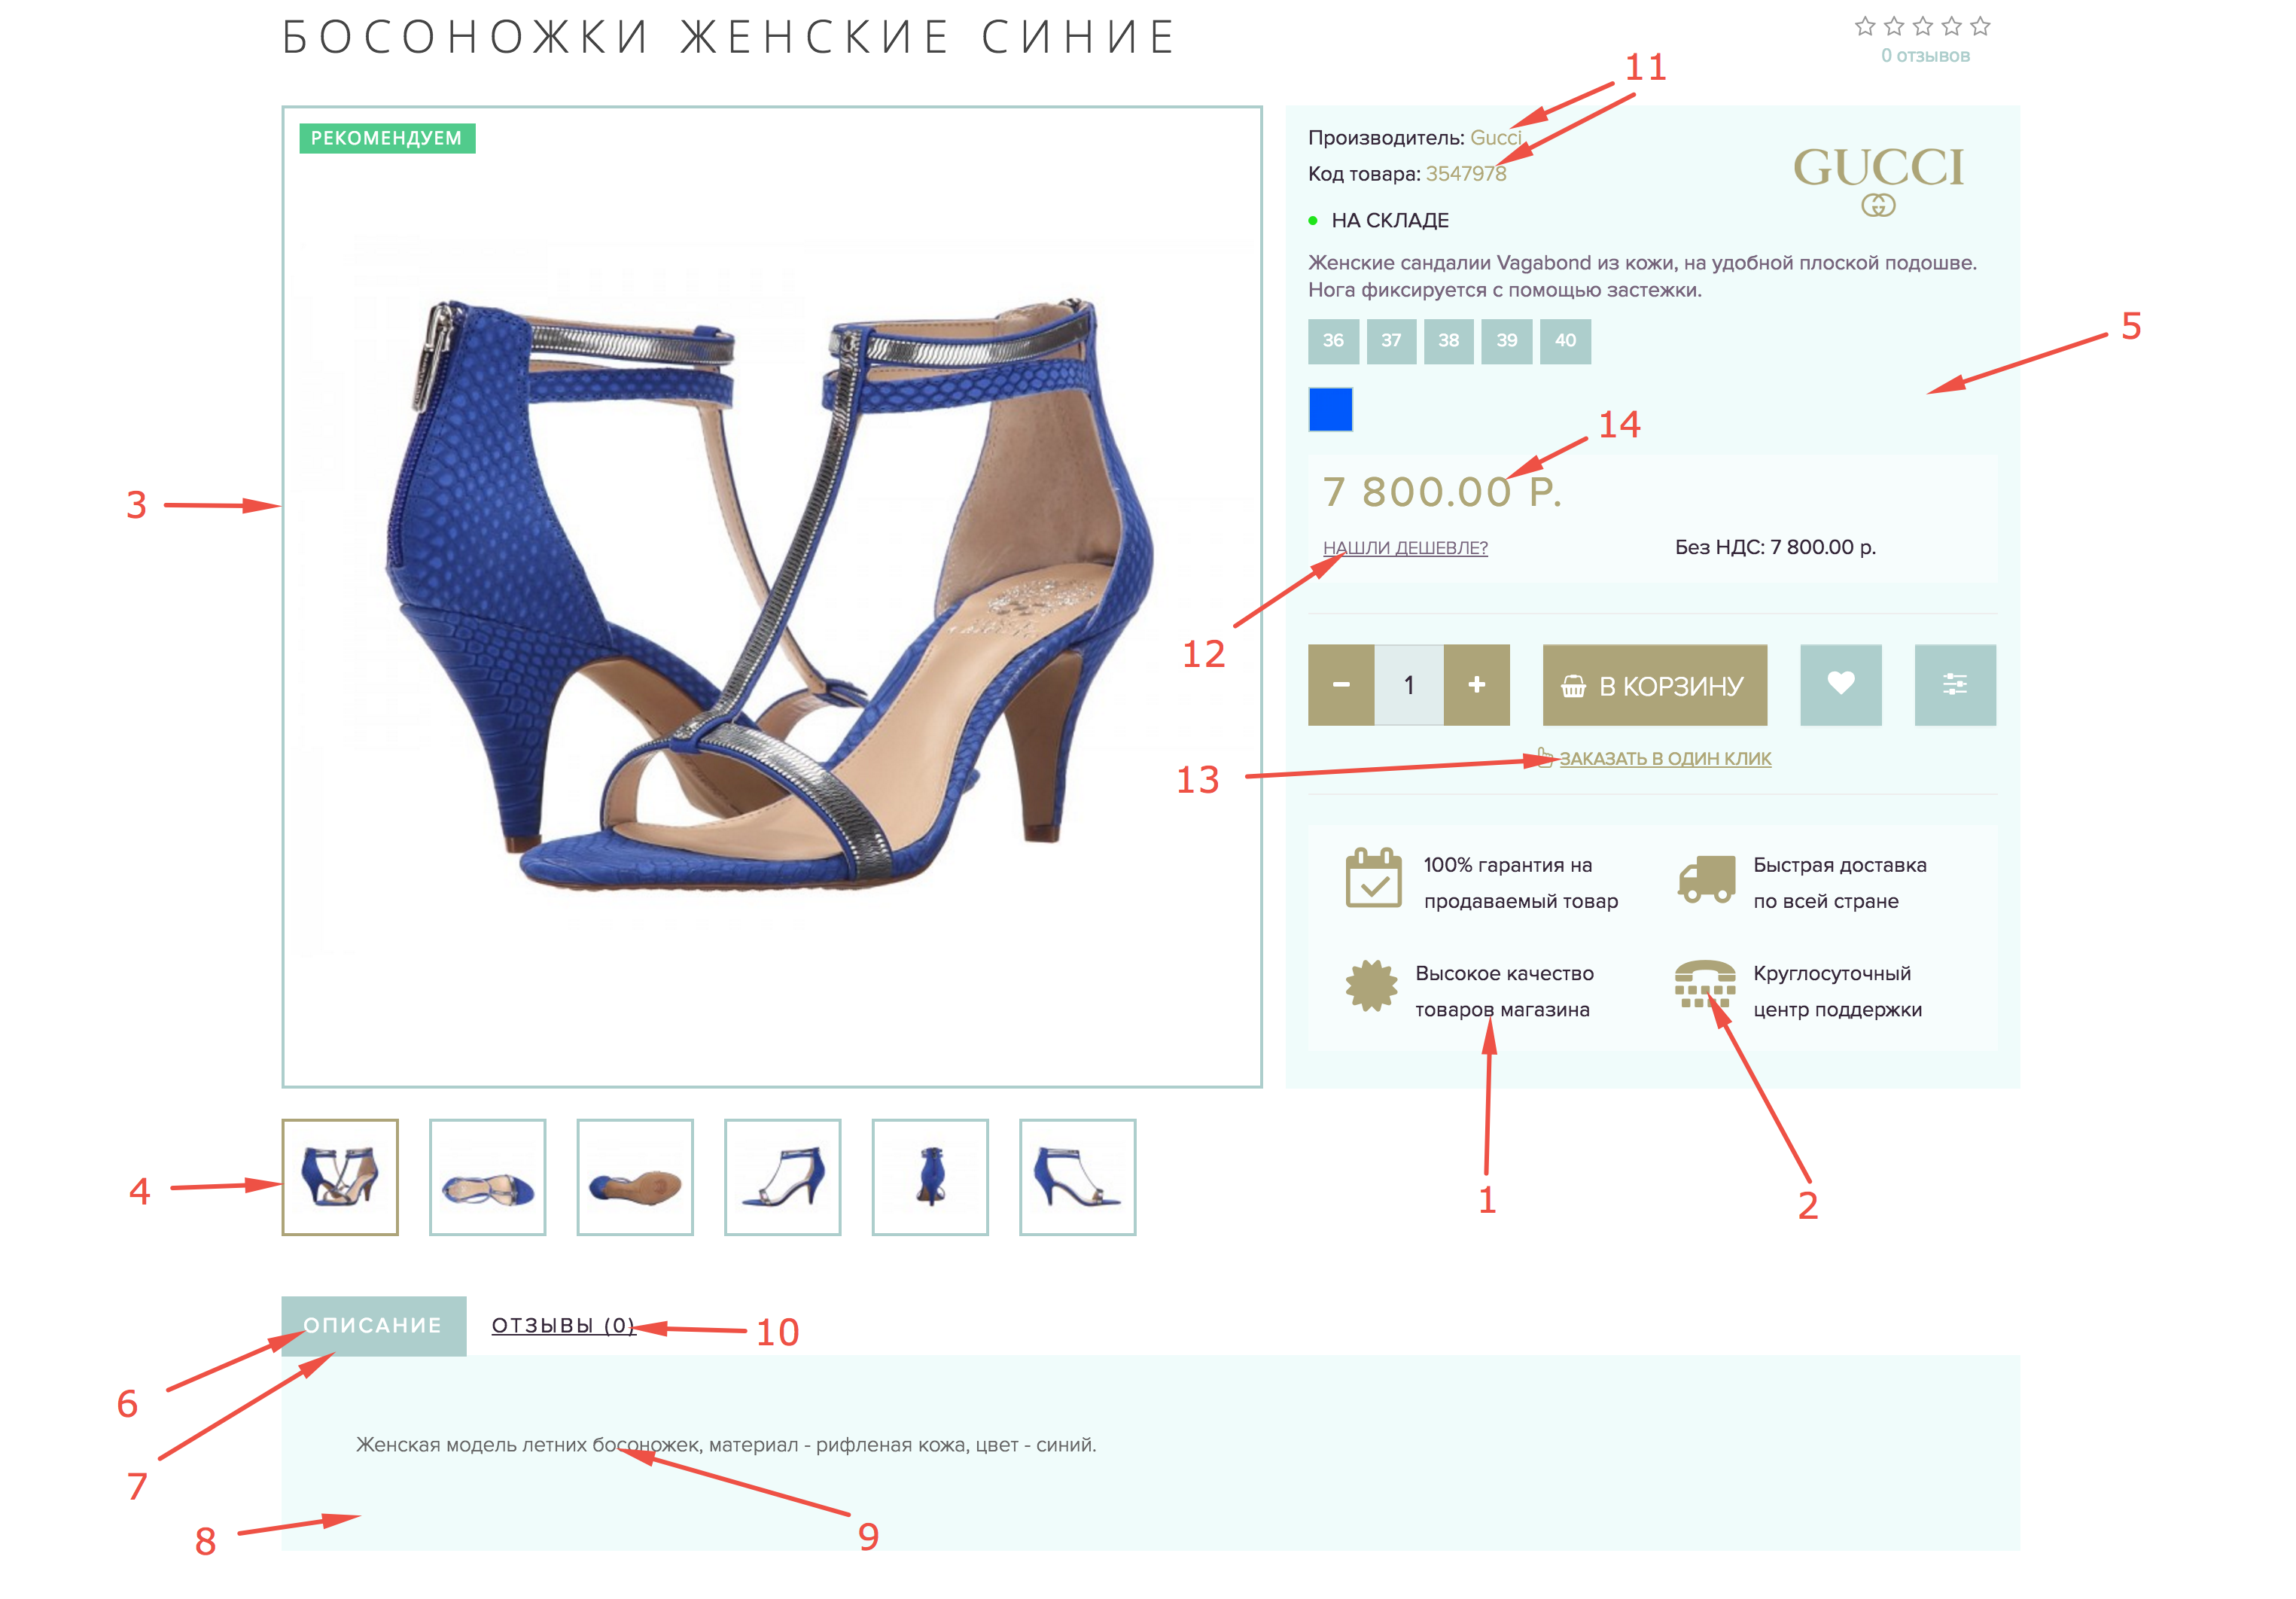 БОСОНОЖКИ ЖЕНСКИЕ СИНИЕ
0 отзывов
11
РЕКОМЕНДУЕМ
Производитель: Gucci
Код товара: 3547978
GUCCI
НА СКЛАДЕ
Женские сандалии Vagabond из кожи, на удобной плоской подошве.
Нога фиксируется с помощью застежки.
36 37 38 39 40
5
14
3
7 800.00 Р.
НАШЛИ ДЕШЕВЛЕ?
Без НДС: 7 800.00 р.
12
1
В КОРЗИНУ
13
ЗАКАЗАТЬ В ОДИН КЛИК
100% гарантия на
продаваемый товар
Быстрая доставка
по всей стране
Высокое качество
товаров магазина
Круглосуточный
центр поддержки
4
1
2
ОПИСАНИЕ
ОТЗЫВЫ (0)
10
6
7
Женская модель летних босоножек, материал - рифленая кожа, цвет - синий.
8
9